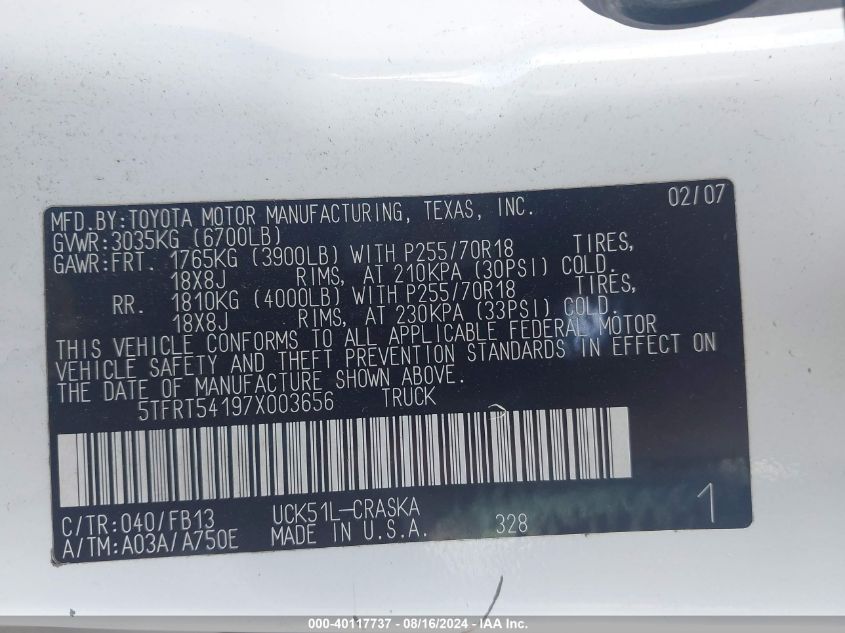 MFD.BY:TOYOTA MOTOR MANUFACTURING, TEXAS, INC. 02/07
GVWR:3035KG (6700LB)
GAWR:FRT. 1765KG (3900LB) WITH P255/70R18 TIRES,
18X8J RIMS, AT 210KPA (30PSI) COLD.
RR. 1810KG (4000LB) WITH P255/70R18 TIRES,
18X8J RIMS, AT 230KPA (33PSI) COLD.
THIS VEHICLE CONFORMS TO ALL APPLICABLE FEDERAL MOTOR
VEHICLE SAFETY AND THEFT PREVENTION STANDARDS IN EFFECT ON
THE DATE OF MANUFACTURE SHOWN ABOVE.
5TFRT54197X003656 TRUCK
C/TR:040/FB13 UCK51L-CRASKA
A/TM:A03A/A750E MADE IN U.S.A. 328 1
000-40117737 - 08/16/2024 - IAA Inc.